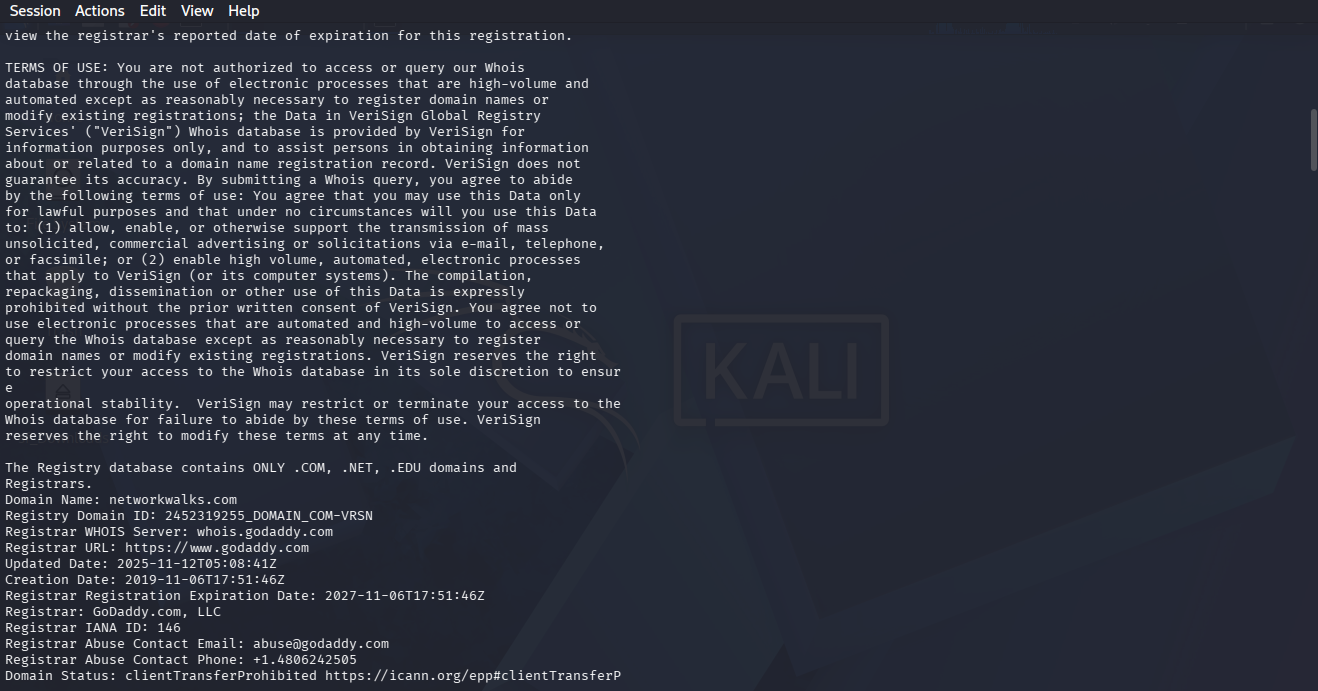 Session Actions Edit View Help
view the registrar's reported date of expiration for this registration.
TERMS OF USE: You are not authorized to access or query our Whois
database through the use of electronic processes that are high-volume and
automated except as reasonably necessary to register domain names or
modify existing registrations; the Data in VeriSign Global Registry
Services' ("VeriSign") Whois database is provided by VeriSign for
information purposes only, and to assist persons in obtaining information
about or related to a domain name registration record. VeriSign does not
guarantee its accuracy. By submitting a Whois query, you agree to abide
by the following terms of use: You agree that you may use this Data only
for lawful purposes and that under no circumstances will you use this Data
to: (1) allow, enable, or otherwise support the transmission of mass
unsolicited, commercial advertising or solicitations via e-mail, telephone,
or facsimile; or (2) enable high volume, automated, electronic processes
that apply to VeriSign (or its computer systems). The compilation,
repackaging, dissemination or other use of this Data is expressly
prohibited without the prior written consent of VeriSign. You agree not to
use electronic processes that are automated and high-volume to access or
query the Whois database except as reasonably necessary to register
domain names or modify existing registrations. VeriSign reserves the right
to restrict your access to the Whois database in its sole discretion to ensur
e
operational stability.  VeriSign may restrict or terminate your access to the
Whois database for failure to abide by these terms of use. VeriSign
reserves the right to modify these terms at any time.
The Registry database contains ONLY .COM, .NET, .EDU domains and
Registrars.
Domain Name: networkwalks.com
Registry Domain ID: 2452319255_DOMAIN_COM-VRSN
Registrar WHOIS Server: whois.godaddy.com
Registrar URL: https://www.godaddy.com
Updated Date: 2025-11-12T05:08:41Z
Creation Date: 2019-11-06T17:51:46Z
Registrar Registration Expiration Date: 2027-11-06T17:51:46Z
Registrar: GoDaddy.com, LLC
Registrar IANA ID: 146
Registrar Abuse Contact Email: abuse@godaddy.com
Registrar Abuse Contact Phone: +1.4806242505
Domain Status: clientTransferProhibited https://icann.org/epp#clientTransferP
KALI